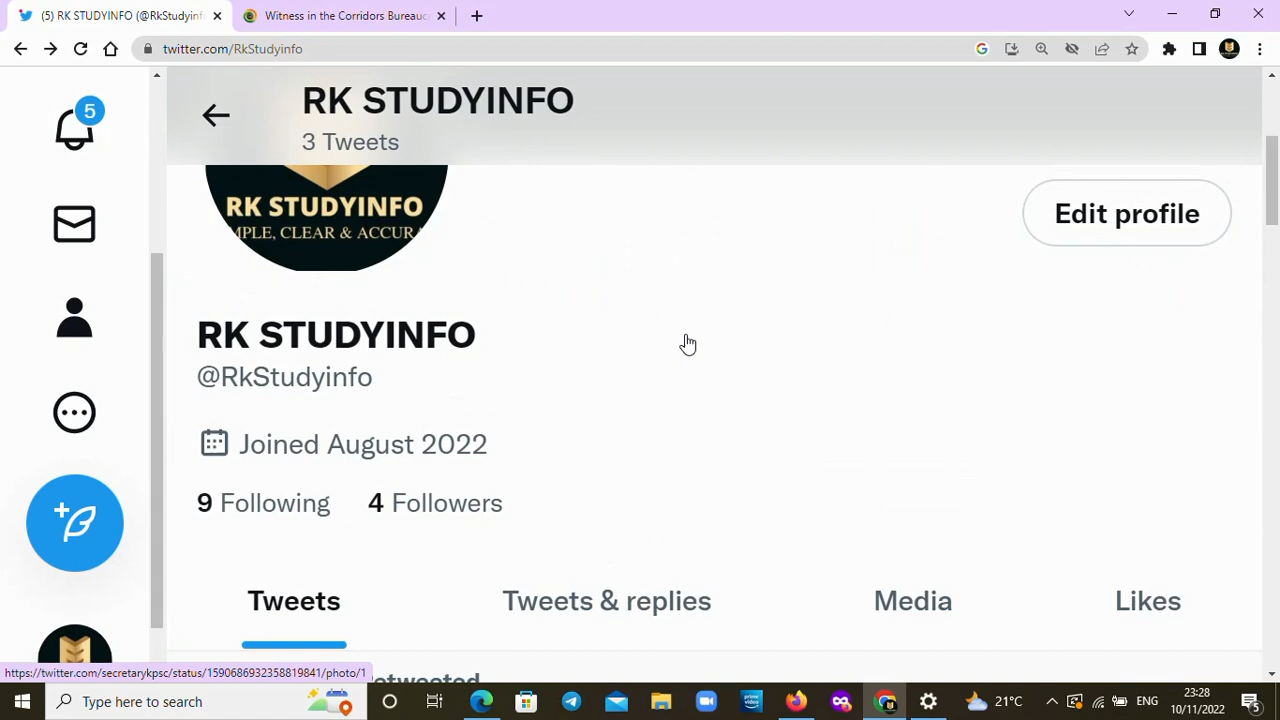 (5) RK STUDYINFO (@RkStudyinf
Witness in the Corridors Bureauc
twitter.com/RkStudyinfo
RK STUDYINFO
3 Tweets
5
RK STUDYINFO
MPLE, CLEAR & ACCURA
Edit profile
RK STUDYINFO
@RkStudyinfo
Joined August 2022
9 Following 4 Followers
Tweets Tweets & replies Media Likes
https://twitter.com/secretarykpsc/status/1590686932358819841/photo/1
etweeted
Type here to search
prime video
21°C
ENG
23:28
10/11/2022
5